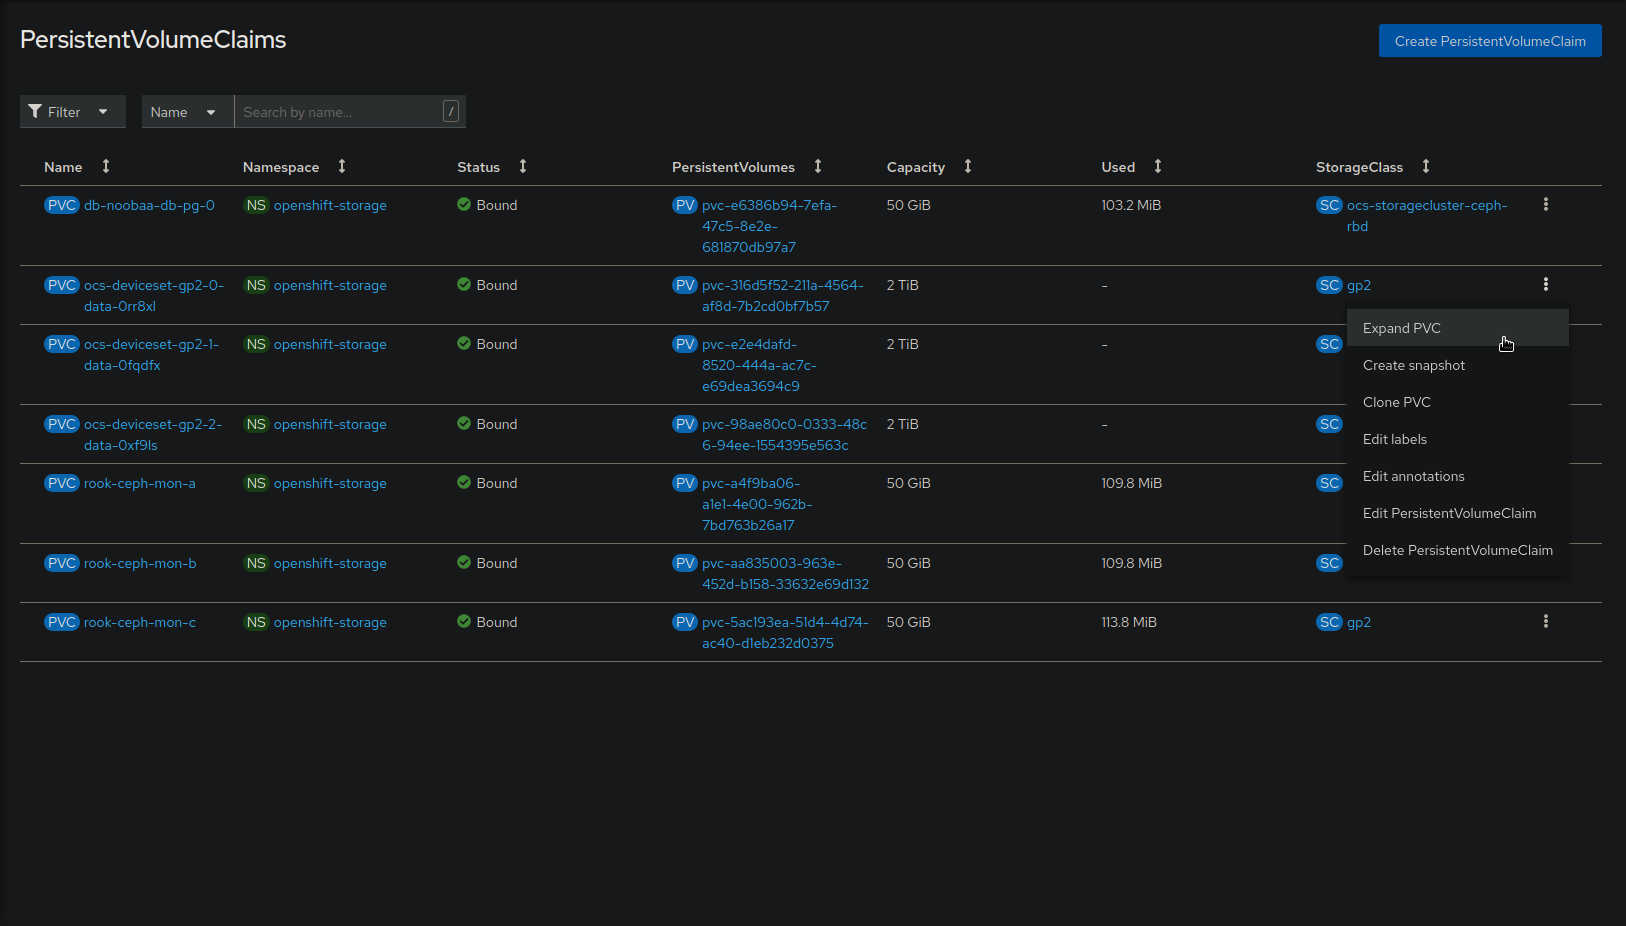 PersistentVolumeClaims
Create PersistentVolumeClaim
Filter
Name
Search by name...
/
Name Namespace Status PersistentVolumes Capacity Used StorageClass
PVC db-noobaa-db-pg-0 NS openshift-storage Bound PV pvc-e6386b94-7efa- 50 GiB 103.2 MiB SC ocs-storagecluster-ceph-
47c5-8e2e- rbd
681870db97a7
PVC ocs-deviceset-gp2-0- NS openshift-storage Bound PV pvc-316d5f52-211a-4564- 2 TiB - SC gp2
data-0rr8xl af8d-7b2cd0bf7b57
Expand PVC
PVC ocs-deviceset-gp2-1- NS openshift-storage Bound PV pvc-e2e4dafd- 2 TiB - SC
data-0fqdfx 8520-444a-ac7c- Create snapshot
e69dea3694c9
Clone PVC
PVC ocs-deviceset-gp2-2- NS openshift-storage Bound PV pvc-98ae80c0-0333-48c 2 TiB - SC
data-0xf9ls 6-94ee-1554395e563c Edit labels
PVC rook-ceph-mon-a NS openshift-storage Bound PV pvc-a4f9ba06- 50 GiB 109.8 MiB SC Edit annotations
a1e1-4e00-962b- Edit PersistentVolumeClaim
7bd763b26a17
Delete PersistentVolumeClaim
PVC rook-ceph-mon-b NS openshift-storage Bound PV pvc-aa835003-963e- 50 GiB 109.8 MiB SC
452d-b158-33632e69d132
PVC rook-ceph-mon-c NS openshift-storage Bound PV pvc-5ac193ea-51d4-4d74- 50 GiB 113.8 MiB SC gp2
ac40-d1eb232d0375